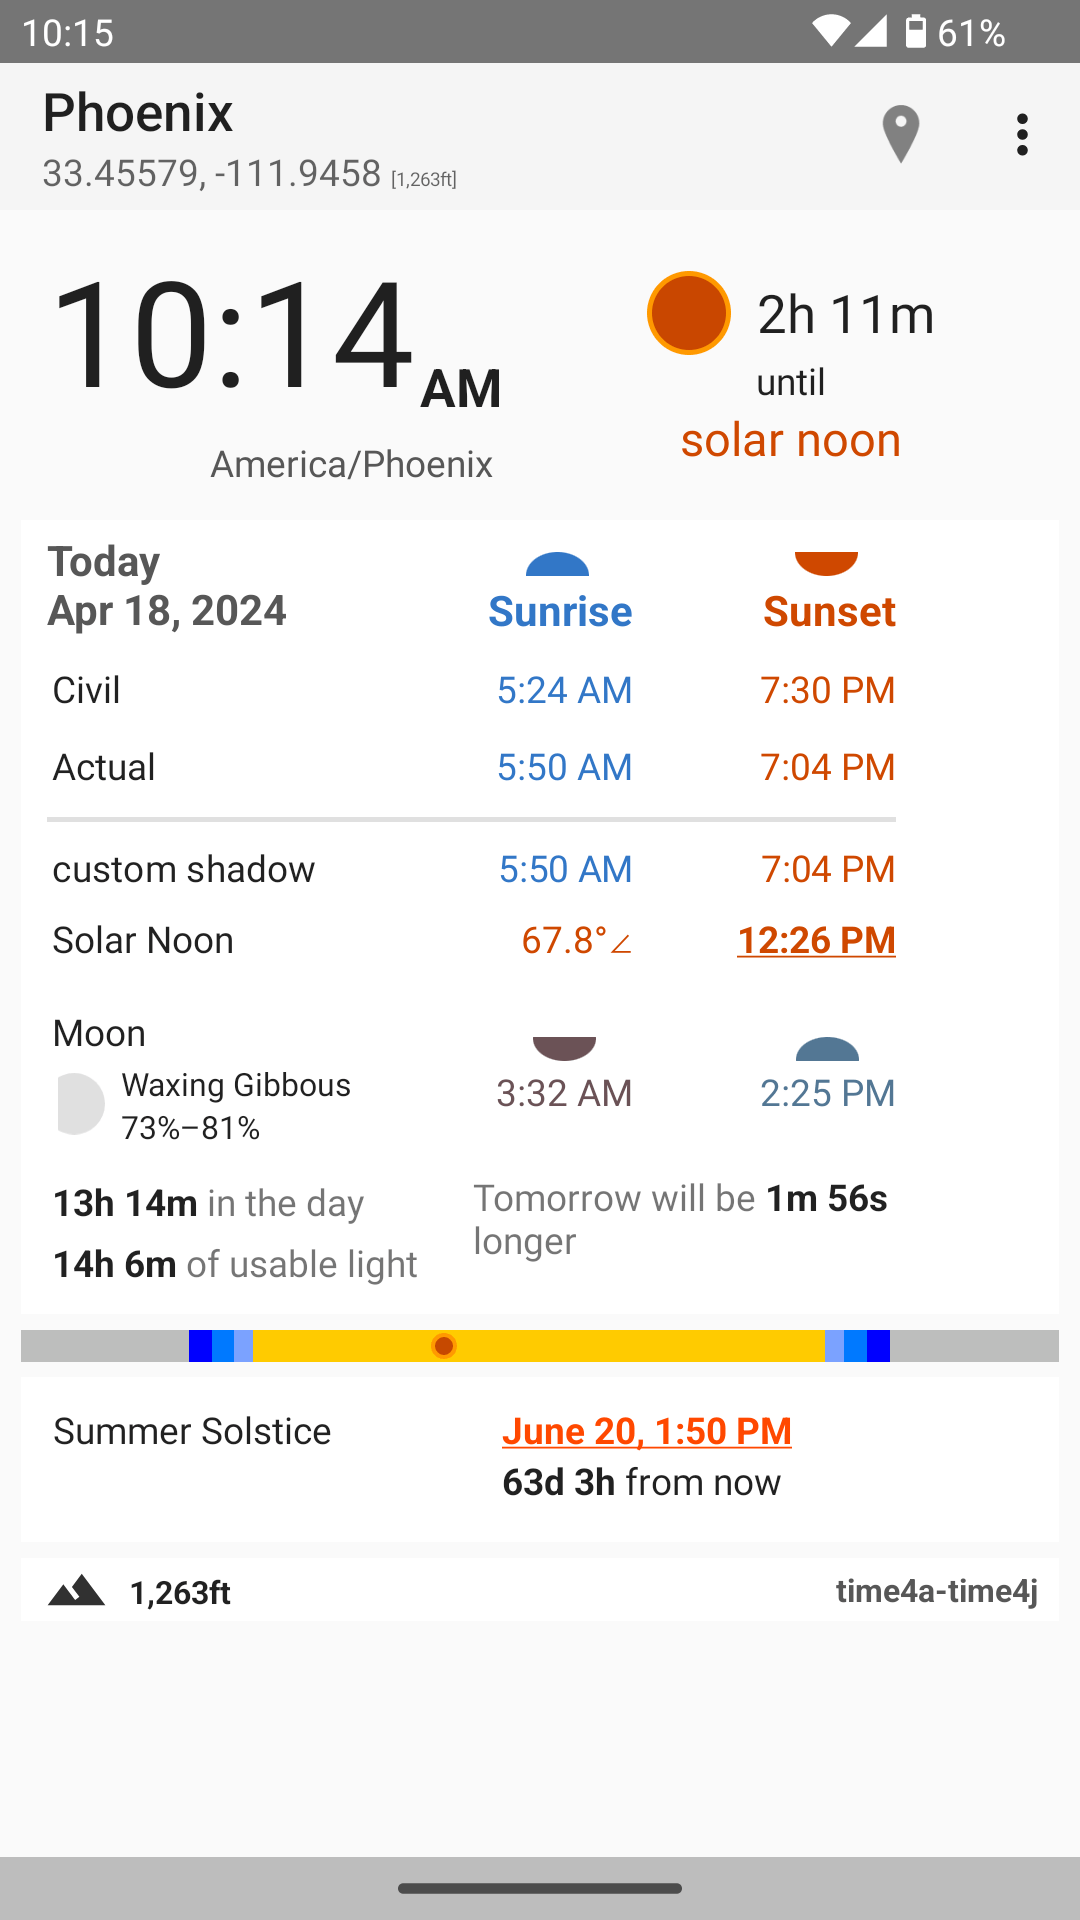 10:15
61%
Phoenix
33.45579, -111.9458 [1,263ft]
10:14 AM
America/Phoenix
2h 11m
until
solar noon
Today
Apr 18, 2024
Sunrise
Sunset
Civil 5:24 AM 7:30 PM
Actual 5:50 AM 7:04 PM
custom shadow 5:50 AM 7:04 PM
Solar Noon 67.8°∠ 12:26 PM
Moon
Waxing Gibbous
73%–81%
3:32 AM 2:25 PM
13h 14m in the day
14h 6m of usable light
Tomorrow will be 1m 56s
longer
Summer Solstice June 20, 1:50 PM
63d 3h from now
1,263ft time4a-time4j